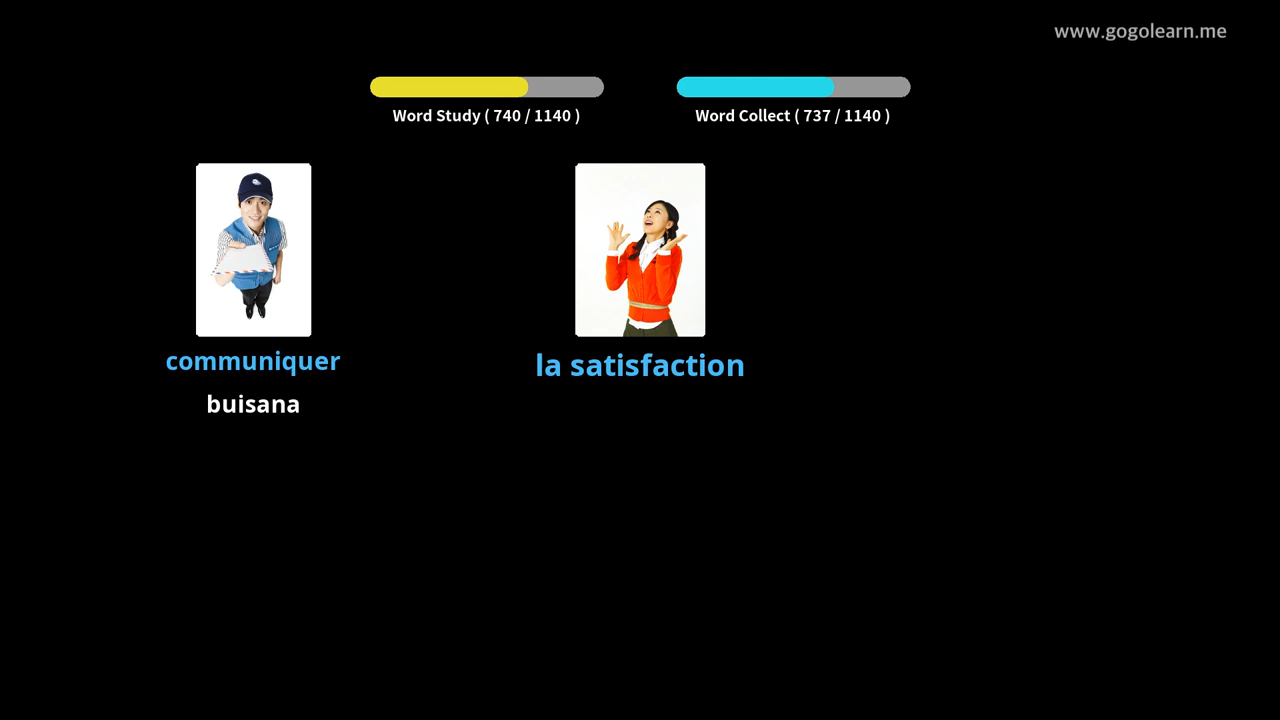 www.gogolearn.me
Word Study ( 740 / 1140 )
Word Collect ( 737 / 1140 )
communiquer
la satisfaction
buisana